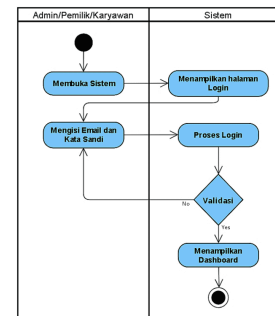 Admin/Pemilik/Karyawan
Sistem
Membuka Sistem
Menampilkan halaman
Login
Mengisi Email dan
Kata Sandi
Proses Login
Validasi
No
Yes
Menampilkan
Dashboard